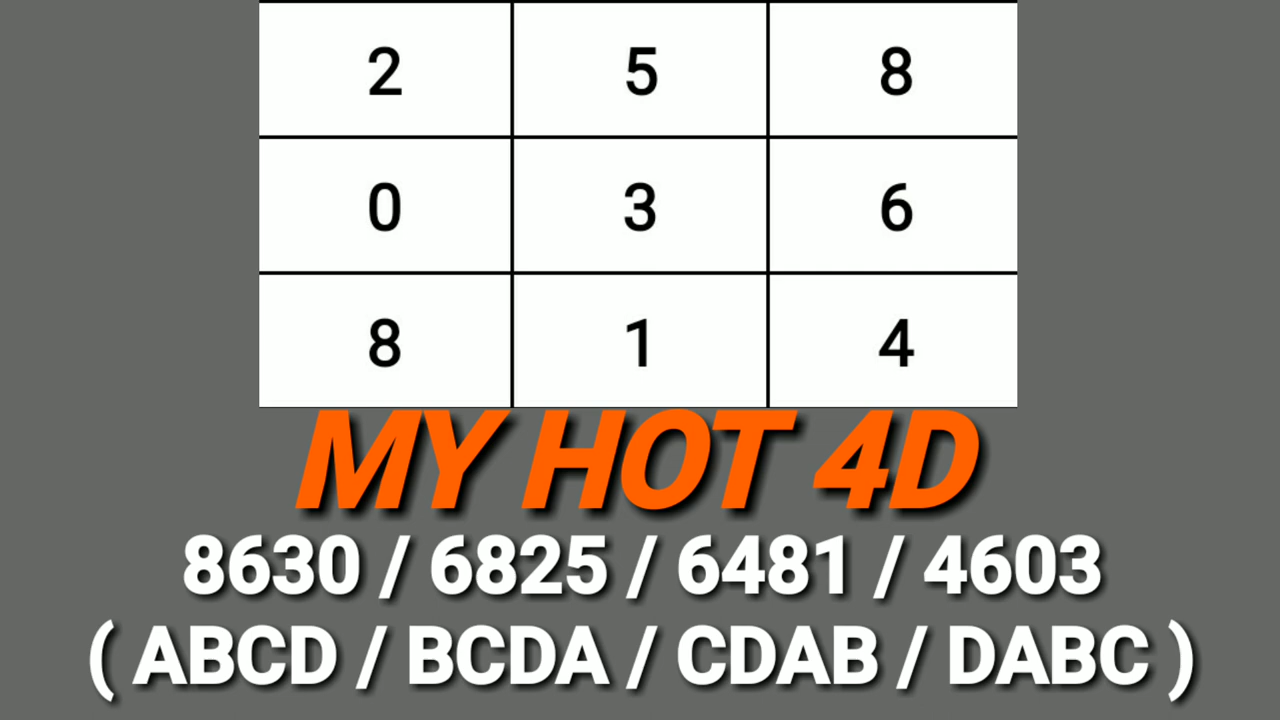 2 5 8
0 3 6
8 1 4
MY HOT 4D
8630 / 6825 / 6481 / 4603
( ABCD / BCDA / CDAB / DABC )